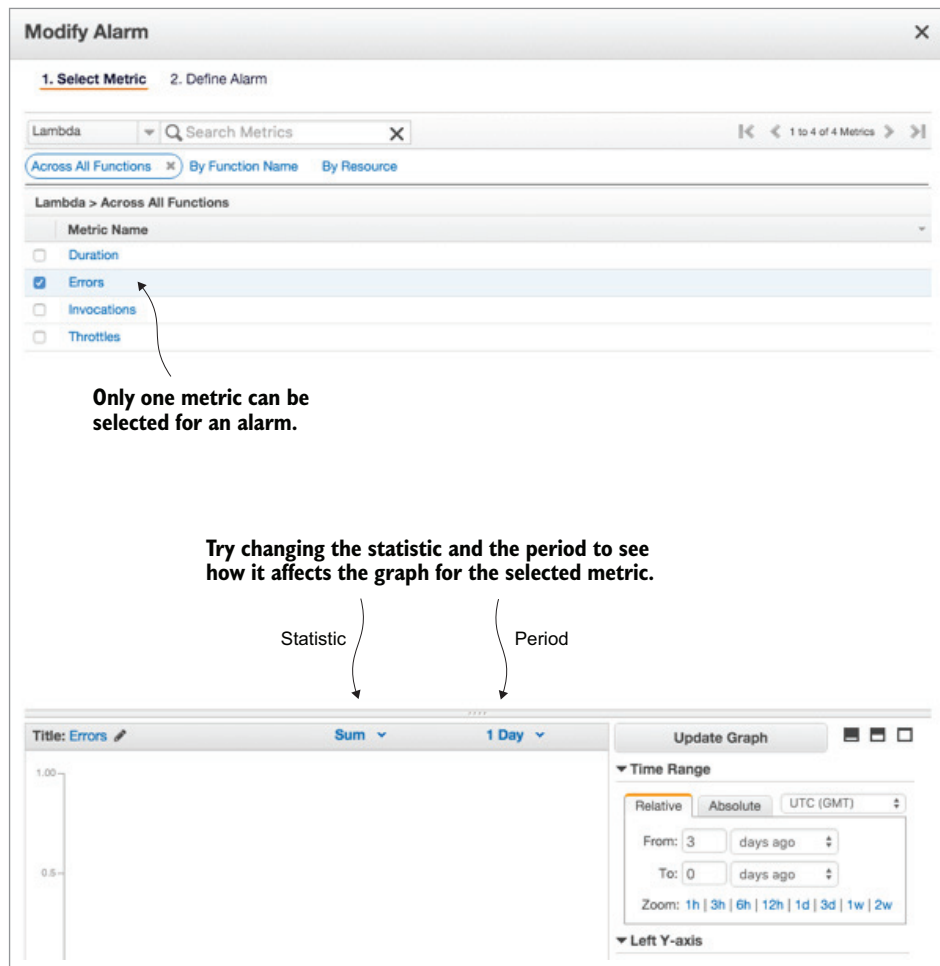 Modify Alarm
1. Select Metric 2. Define Alarm
Lambda Search Metrics
1 to 4 of 4 Metrics
Across All Functions By Function Name By Resource
Lambda > Across All Functions
Metric Name
Duration
Errors
Invocations
Throttles
Only one metric can be
selected for an alarm.
Try changing the statistic and the period to see
how it affects the graph for the selected metric.
Statistic Period
Title: Errors Sum 1 Day Update Graph
Time Range
1.00
Relative Absolute UTC (GMT)
From: 3 days ago
0.5
To: 0 days ago
Zoom: 1h | 3h | 6h | 12h | 1d | 3d | 1w | 2w
Left Y-axis